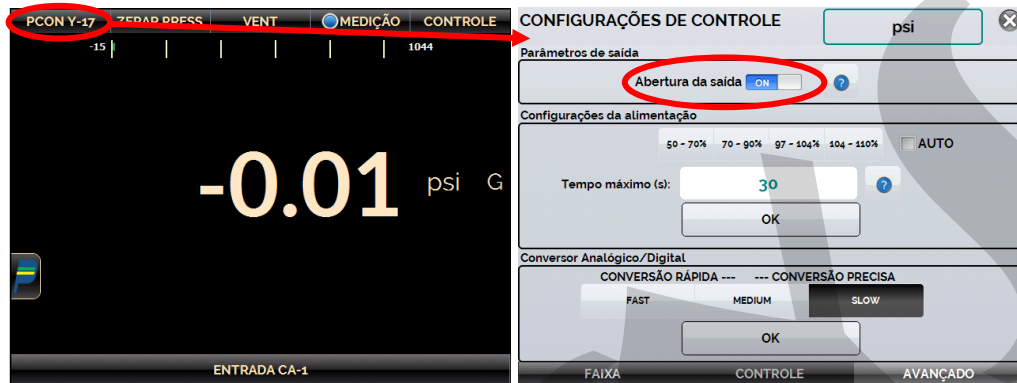 PCON Y-17 ZERAR PRESS VENT MEDIÇÃO CONTROLE
-15 1044
-0.01 psi G
ENTRADA CA-1
CONFIGURAÇÕES DE CONTROLE psi
Parâmetros de saída
Abertura da saída ON ?
Configurações da alimentação
50 - 70% 70 - 90% 97 - 104% 104 - 110% AUTO
Tempo máximo (s): 30 ?
OK
Conversor Analógico/Digital
CONVERSÃO RÁPIDA --- --- CONVERSÃO PRECISA
FAST MEDIUM SLOW
OK
FAIXA CONTROLE AVANÇADO